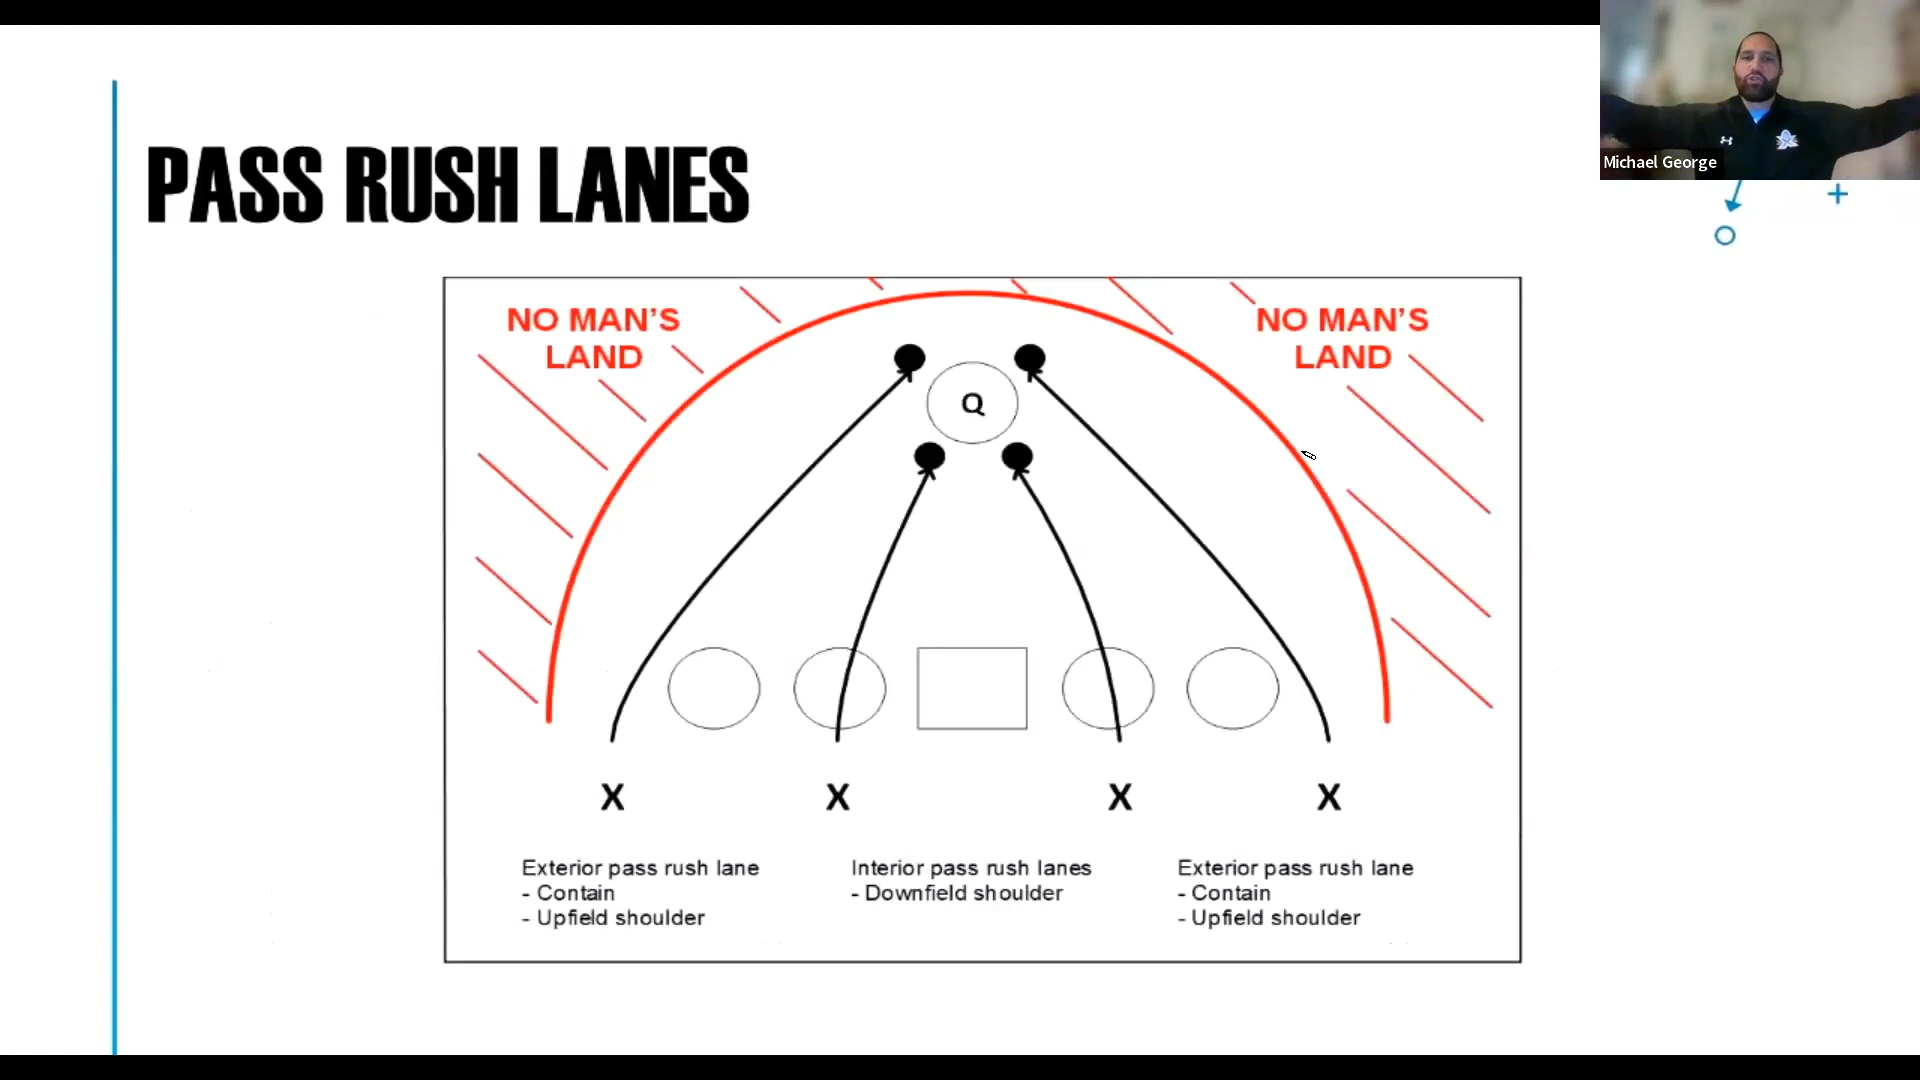 Michael George
PASS RUSH LANES
NO MAN'S
LAND
NO MAN'S
LAND
Q
X X X X
Exterior pass rush lane
- Contain
- Upfield shoulder
Interior pass rush lanes
- Downfield shoulder
Exterior pass rush lane
- Contain
- Upfield shoulder